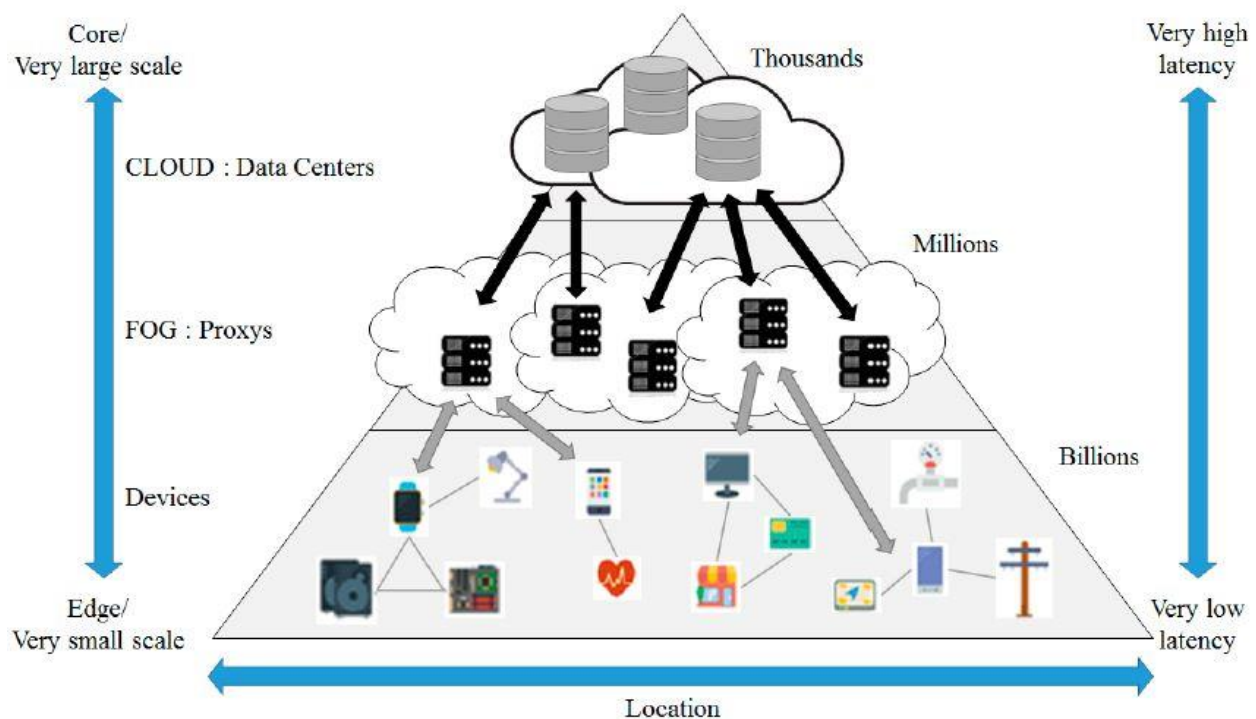 Core/
Very large scale
Thousands
Very high
latency
CLOUD : Data Centers
Millions
FOG : Proxys
Billions
Devices
Edge/
Very small scale
Very low
latency
Location